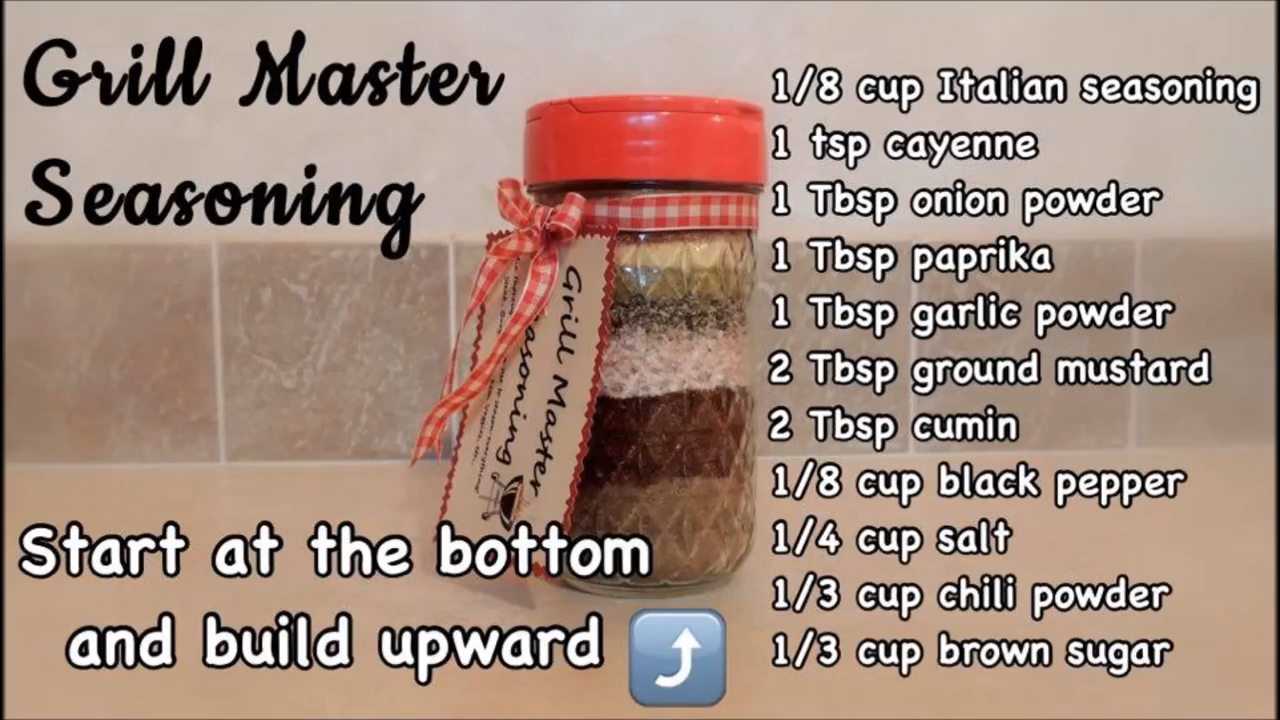 Grill Master
Seasoning
1/8 cup Italian seasoning
1 tsp cayenne
1 Tbsp onion powder
1 Tbsp paprika
1 Tbsp garlic powder
2 Tbsp ground mustard
2 Tbsp cumin
1/8 cup black pepper
1/4 cup salt
1/3 cup chili powder
1/3 cup brown sugar
Grill Master
Start at the bottom
and build upward